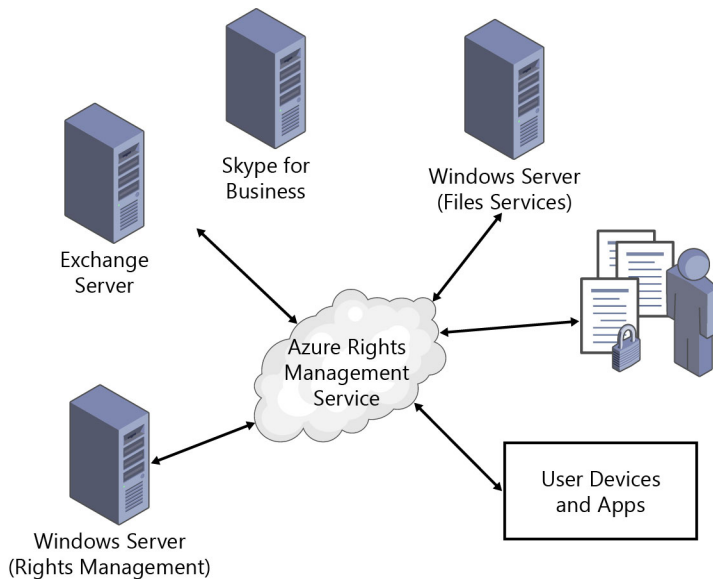 Skype for
Business
Windows Server
(Files Services)
Exchange
Server
Azure Rights
Management
Service
User Devices
and Apps
Windows Server
(Rights Management)